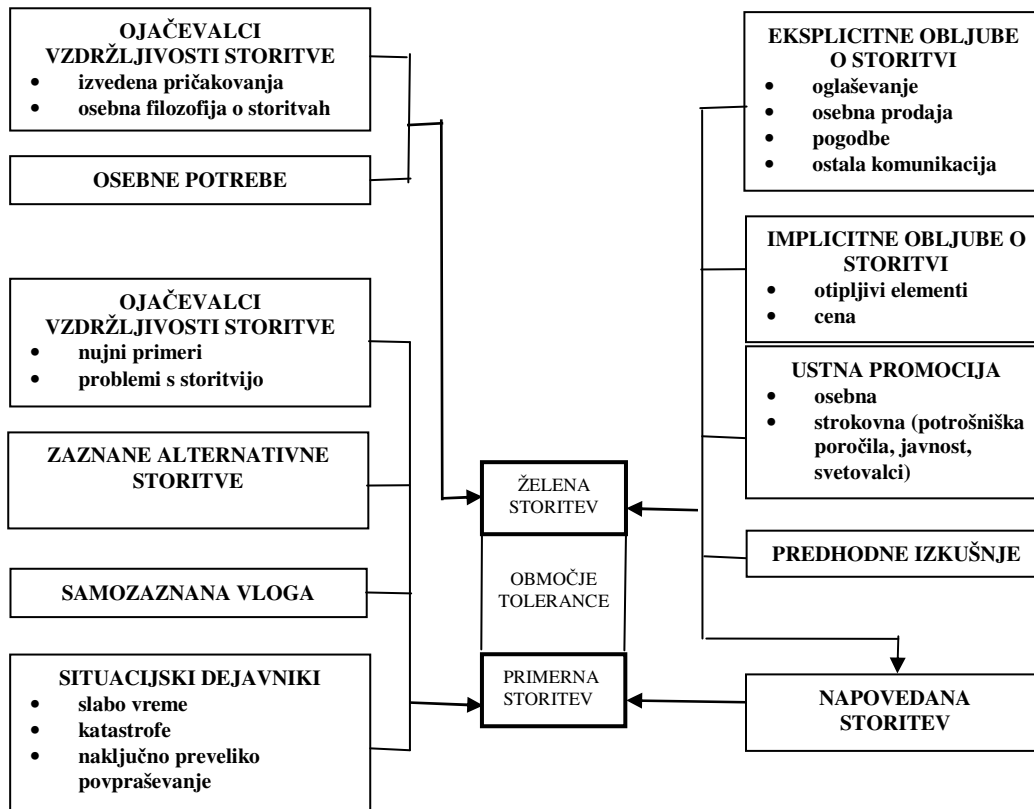 OJAČEVALCI
VZDRŽLJIVOSTI STORITVE
• izvedena pričakovanja
• osebna filozofija o storitvah
OSEBNE POTREBE
OJAČEVALCI
VZDRŽLJIVOSTI STORITVE
• nujni primeri
• problemi s storitvijo
ZAZNANE ALTERNATIVNE
STORITVE
SAMOZAZNANA VLOGA
SITUACIJSKI DEJAVNIKI
• slabo vreme
• katastrofe
• naključno preveliko
povpraševanje
ŽELENA
STORITEV
OBMOČJE
TOLERANCE
PRIMERNA
STORITEV
EKSPLICITNE OBLJUBE
O STORITVI
• oglaševanje
• osebna prodaja
• pogodbe
• ostala komunikacija
IMPLICITNE OBLJUBE O
STORITVI
• otipljivi elementi
• cena
USTNA PROMOCIJA
• osebna
• strokovna (potrošniška
poročila, javnost,
svetovalci)
PREDHODNE IZKUŠNJE
NAPOVEDANA
STORITEV